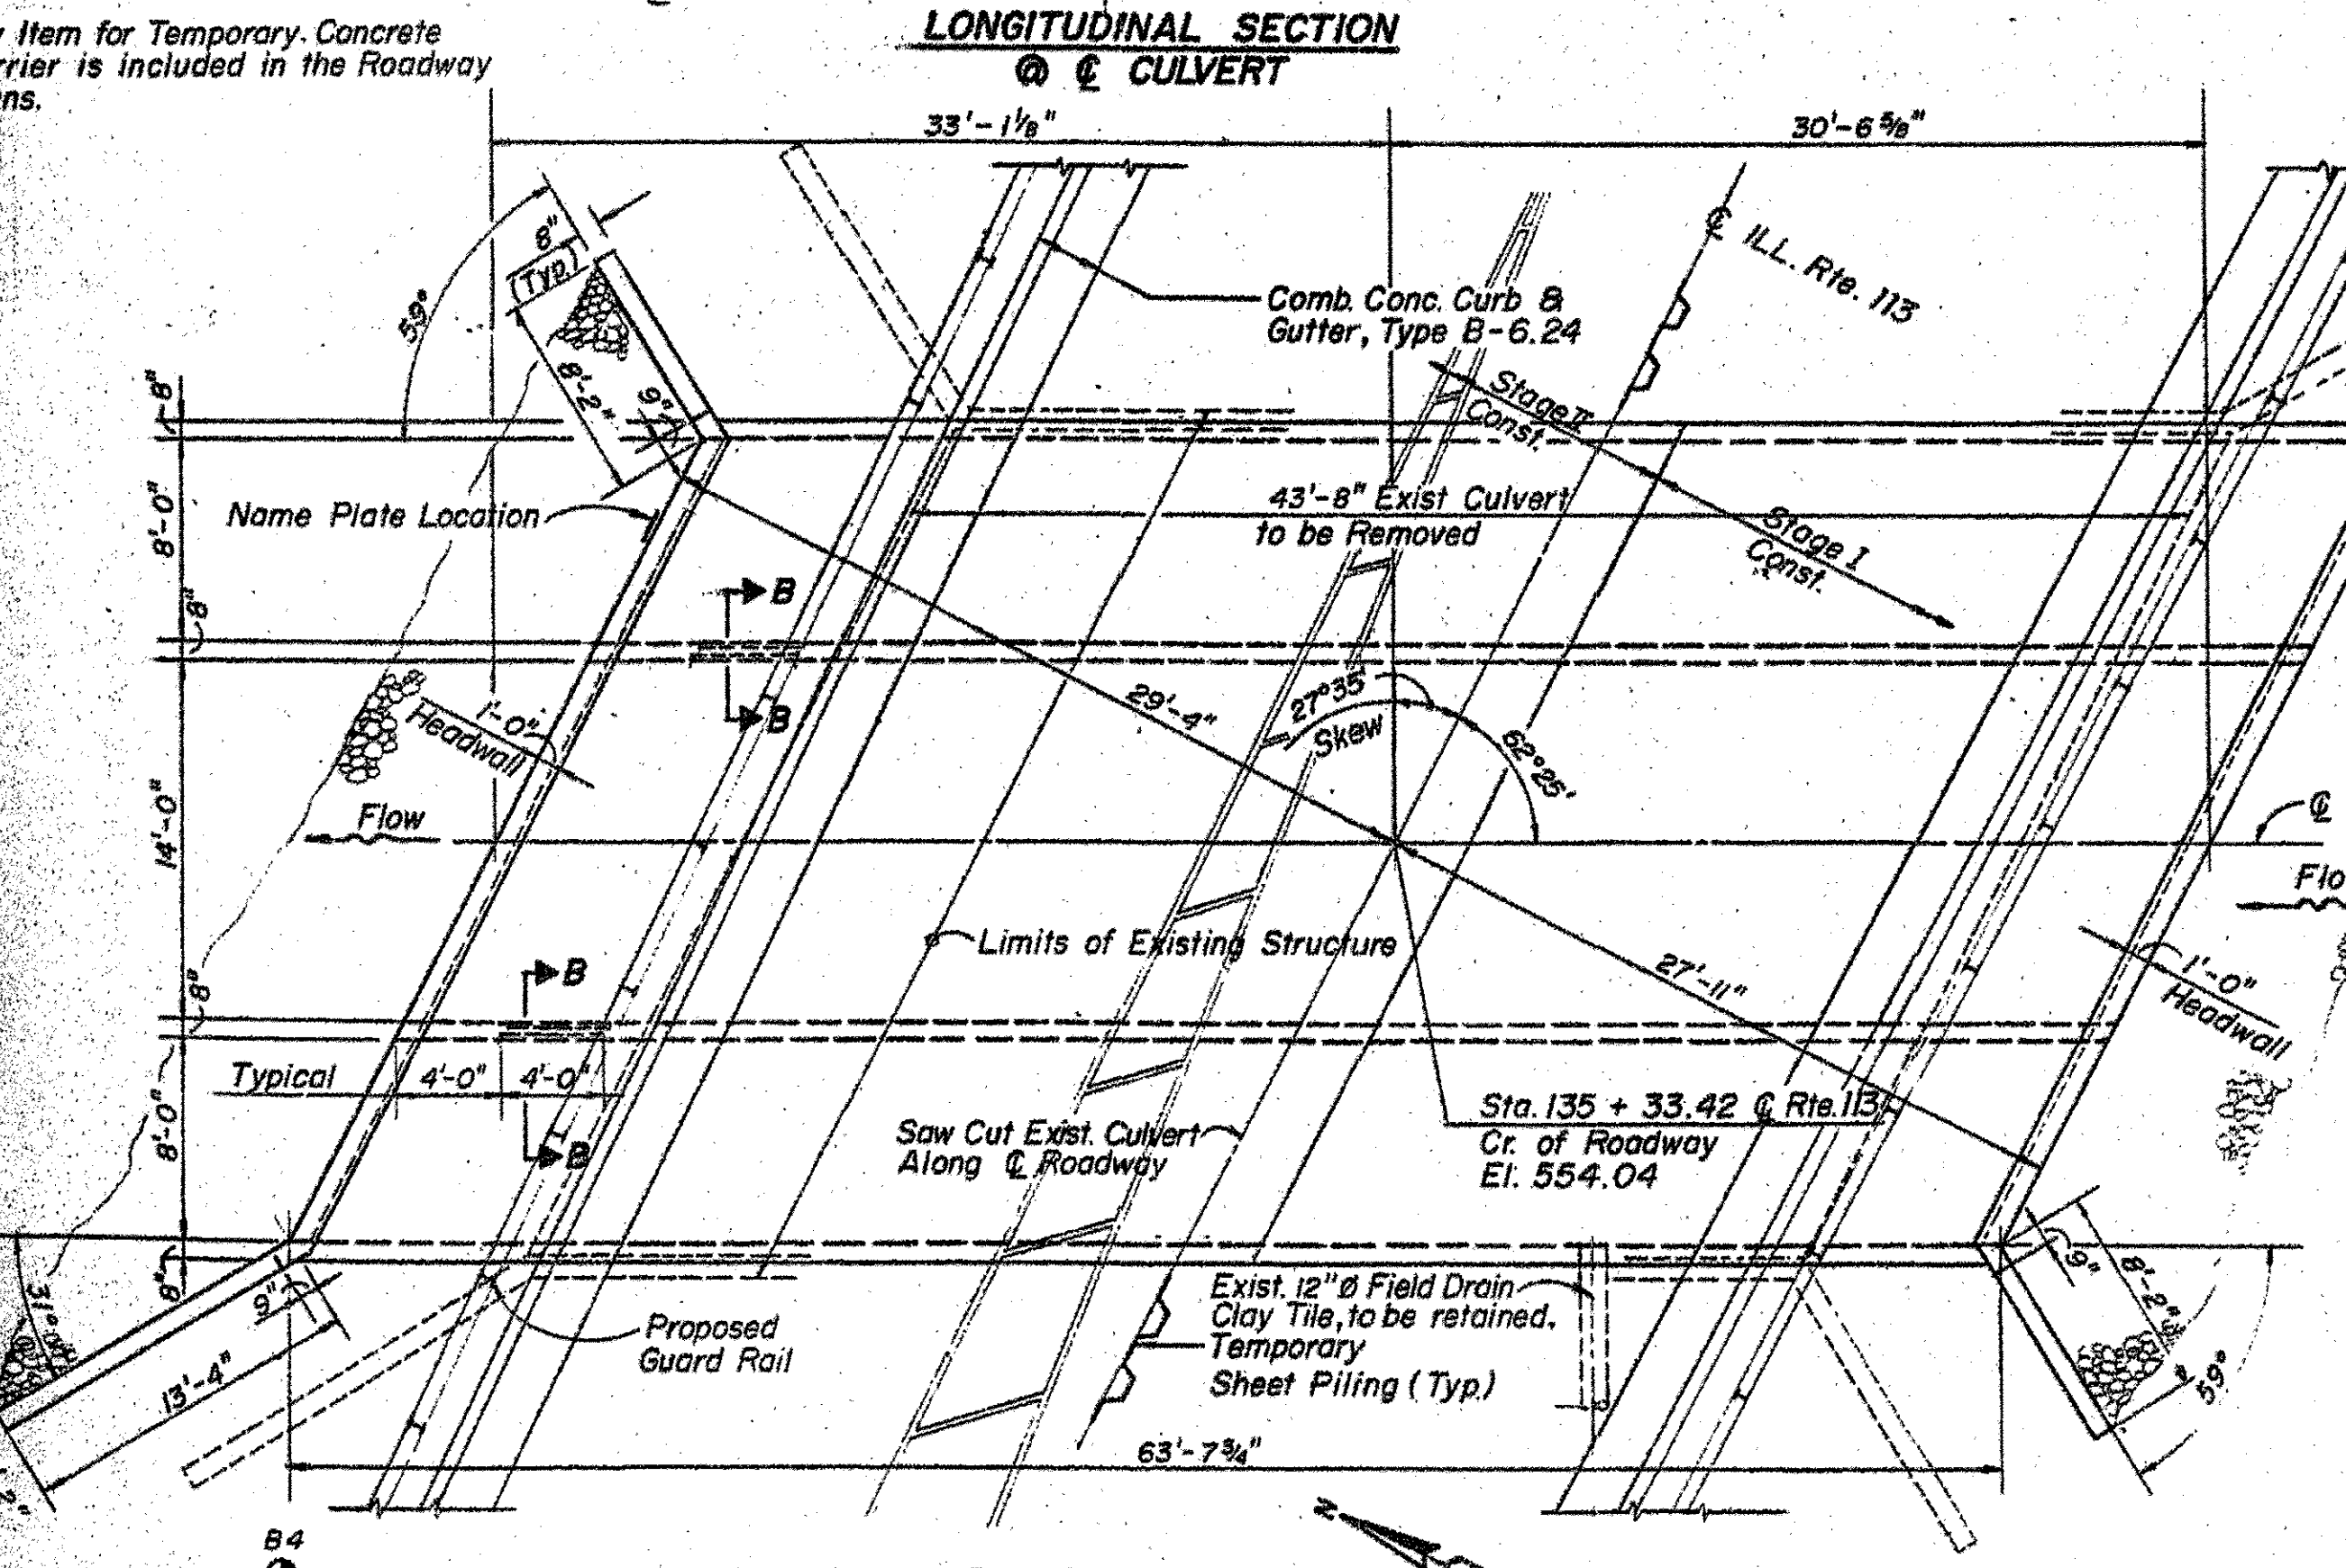 Item for Temporary Concrete
is included in the Roadway
LONGITUDINAL SECTION
@ ℄ CULVERT
33'-1⅛"
30'-6⅝"
8"
(Typ.)
59°
8'-2"
9"
℄ ILL. Rte. 113
Comb. Conc. Curb &
Gutter, Type B-6.24
Stage II
Const.
Stage I
Const.
8"
8'-0"
8"
14'-0"
8"
8'-0"
8"
Name Plate Location
43'-8" Exist Culvert
to be Removed
B
B
1'-0"
Headwall
29'-4"
27°35'
Skew
62°25'
Flow
℄
Limits of Existing Structure
B
B
27'-11"
1'-0"
Headwall
Typical
4'-0"
4'-0"
Saw Cut Exist. Culvert
Along ℄ Roadway
Sta. 135 + 33.42 ℄ Rte. 113
Cr. of Roadway
El. 554.04
31°
9"
13'-4"
Proposed
Guard Rail
Exist. 12"Ø Field Drain
Clay Tile, to be retained.
Temporary
Sheet Piling (Typ.)
9"
8'-2"
59°
63'-7¾"
N
B4